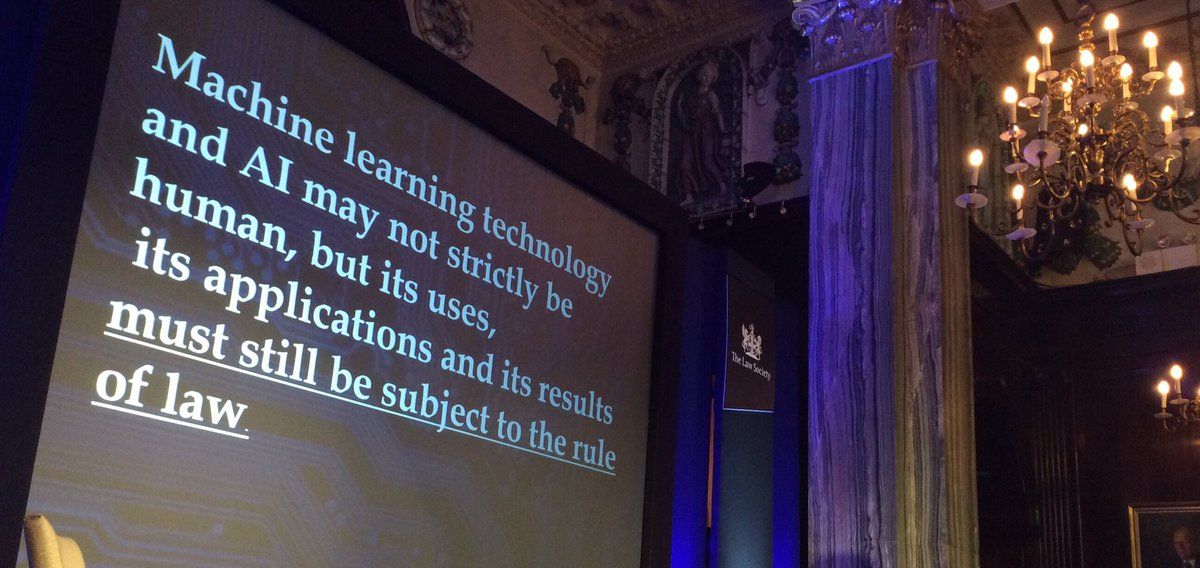 Machine learning technology
and AI may not strictly be
human, but its uses,
its applications and its results
must still be subject to the rule
of law.
The Law Society